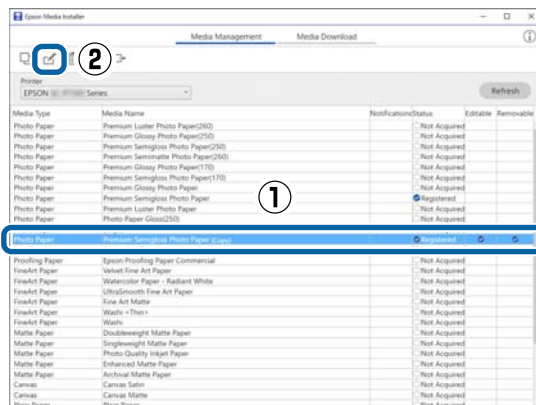 Epson Media Installer
Media Management Media Download
②
Printer
EPSON Series
Refresh
Media Type Media Name Notifications Status Editable Removable
Photo Paper Premium Luster Photo Paper(260) Not Acquired
Photo Paper Premium Glossy Photo Paper(250) Not Acquired
Photo Paper Premium Semigloss Photo Paper(250) Not Acquired
Photo Paper Premium Semimatte Photo Paper(260) Not Acquired
Photo Paper Premium Glossy Photo Paper(170) Not Acquired
Photo Paper Premium Semigloss Photo Paper(170) Not Acquired
Photo Paper Premium Glossy Photo Paper Not Acquired
Photo Paper Premium Semigloss Photo Paper Registered
Photo Paper Premium Luster Photo Paper Not Acquired
Photo Paper Photo Paper Gloss(250) Not Acquired
①
Photo Paper Premium Semigloss Photo Paper (Copy) Registered
Proofing Paper Epson Proofing Paper Commercial Not Acquired
FineArt Paper Velvet Fine Art Paper Not Acquired
FineArt Paper Watercolor Paper - Radiant White Not Acquired
FineArt Paper UltraSmooth Fine Art Paper Not Acquired
FineArt Paper Fine Art Matte Not Acquired
FineArt Paper Washi <Thin> Not Acquired
FineArt Paper Washi Not Acquired
Matte Paper Doubleweight Matte Paper Not Acquired
Matte Paper Singleweight Matte Paper Not Acquired
Matte Paper Photo Quality Inkjet Paper Not Acquired
Matte Paper Enhanced Matte Paper Not Acquired
Matte Paper Archival Matte Paper Not Acquired
Canvas Canvas Satin Not Acquired
Canvas Canvas Matte Not Acquired